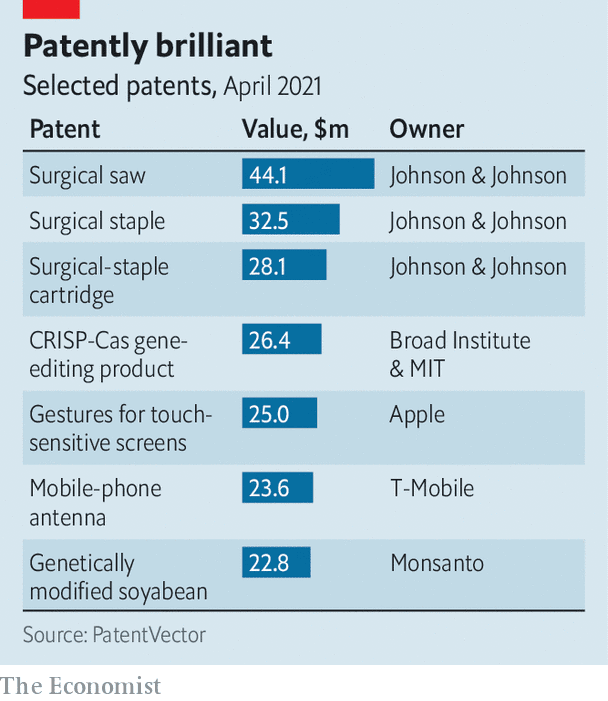 Patently brilliant
Selected patents, April 2021
Patent Value, $m Owner
Surgical saw 44.1 Johnson & Johnson
Surgical staple 32.5 Johnson & Johnson
Surgical-staple 28.1 Johnson & Johnson
cartridge
CRISP-Cas gene- 26.4 Broad Institute
editing product & MIT
Gestures for touch- 25.0 Apple
sensitive screens
Mobile-phone 23.6 T-Mobile
antenna
Genetically 22.8 Monsanto
modified soyabean
Source: PatentVector
The Economist